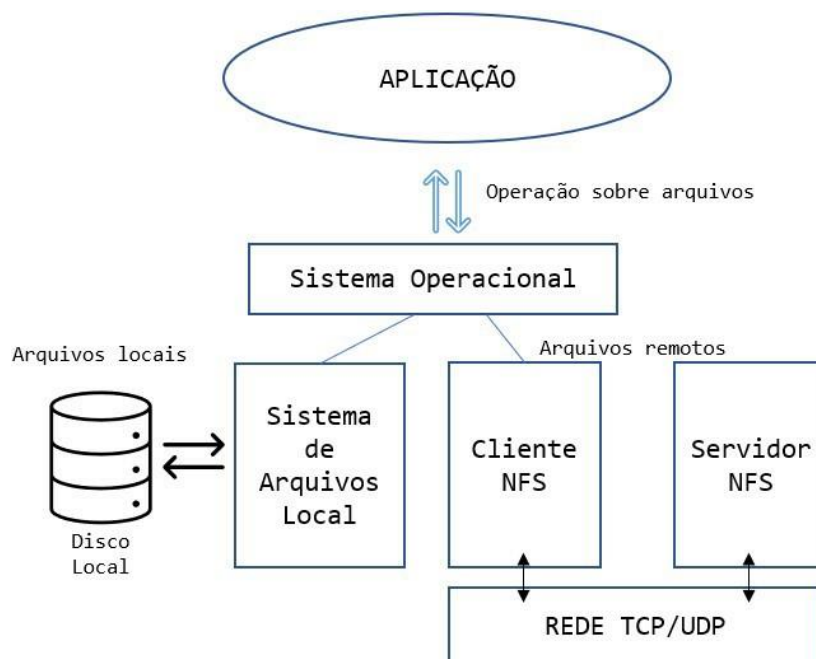 APLICAÇÃO
Operação sobre arquivos
Sistema Operacional
Arquivos locais
Arquivos remotos
Sistema
de
Arquivos
Local
Cliente
NFS
Servidor
NFS
Disco
Local
REDE TCP/UDP